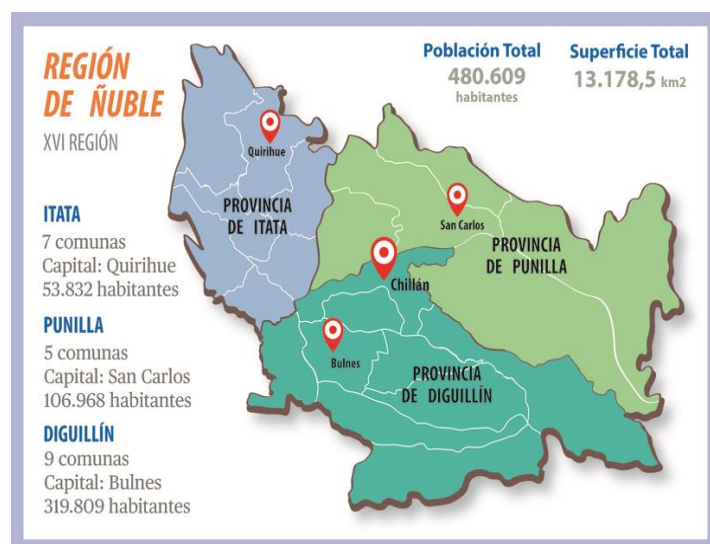 REGIÓN
DE ÑUBLE
XVI REGIÓN
Población Total
480.609
habitantes
Superficie Total
13.178,5 km2
ITATA
7 comunas
Capital: Quirihue
53.832 habitantes
PUNILLA
5 comunas
Capital: San Carlos
106.968 habitantes
DIGUILLÍN
9 comunas
Capital: Bulnes
319.809 habitantes
Quirihue
PROVINCIA
DE ITATA
San Carlos
PROVINCIA
DE PUNILLA
Chillán
Bulnes
PROVINCIA
DE DIGUILLÍN